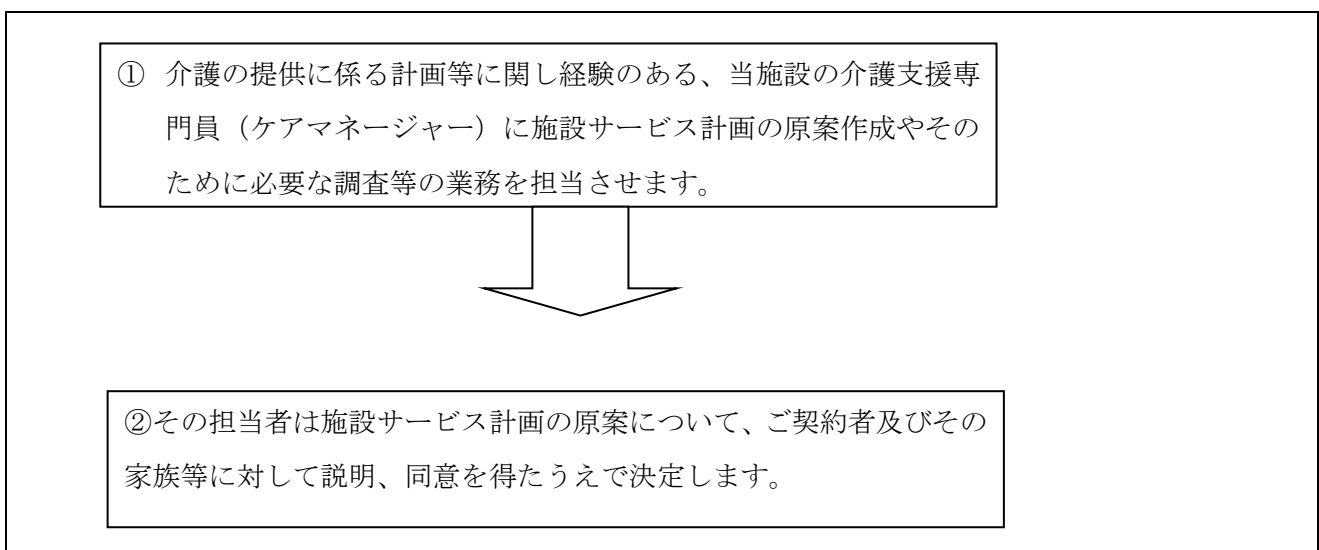 ① 介護の提供に係る計画等に関し経験のある、当施設の介護支援専
門員（ケアマネージャー）に施設サービス計画の原案作成やその
ために必要な調査等の業務を担当させます。
②その担当者は施設サービス計画の原案について、ご契約者及びその
家族等に対して説明、同意を得たうえで決定します。